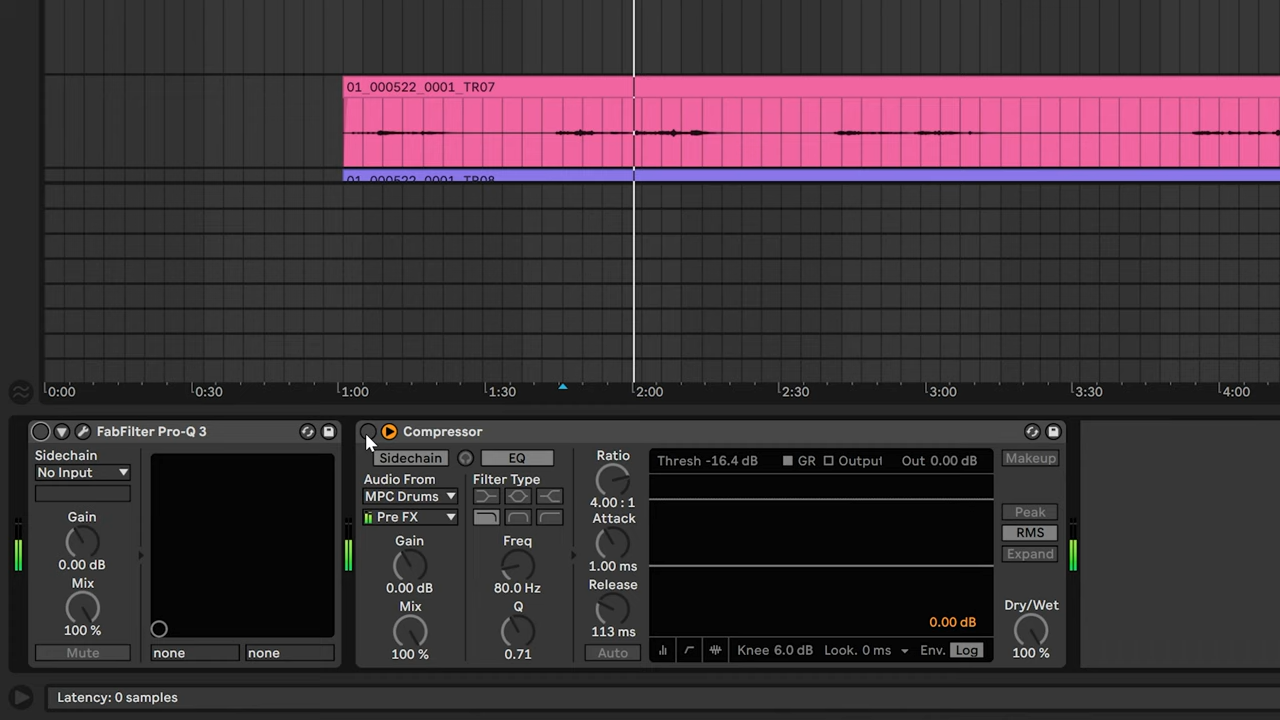 01_000522_0001_TR07
01_000522_0001_TR08
0:00 0:30 1:00 1:30 2:00 2:30 3:00 3:30 4:00
FabFilter Pro-Q 3
Sidechain
No Input
Gain
0.00 dB
Mix
100 %
Mute
none none
Compressor
Sidechain EQ
Audio From
MPC Drums
Pre FX
Gain
0.00 dB
Mix
100 %
Filter Type
Freq
80.0 Hz
Q
0.71
Ratio
4.00 : 1
Attack
1.00 ms
Release
113 ms
Auto
Thresh -16.4 dB GR Output Out 0.00 dB
0.00 dB
Knee 6.0 dB Look. 0 ms Env. Log
Makeup
Peak
RMS
Expand
Dry/Wet
100 %
Latency: 0 samples